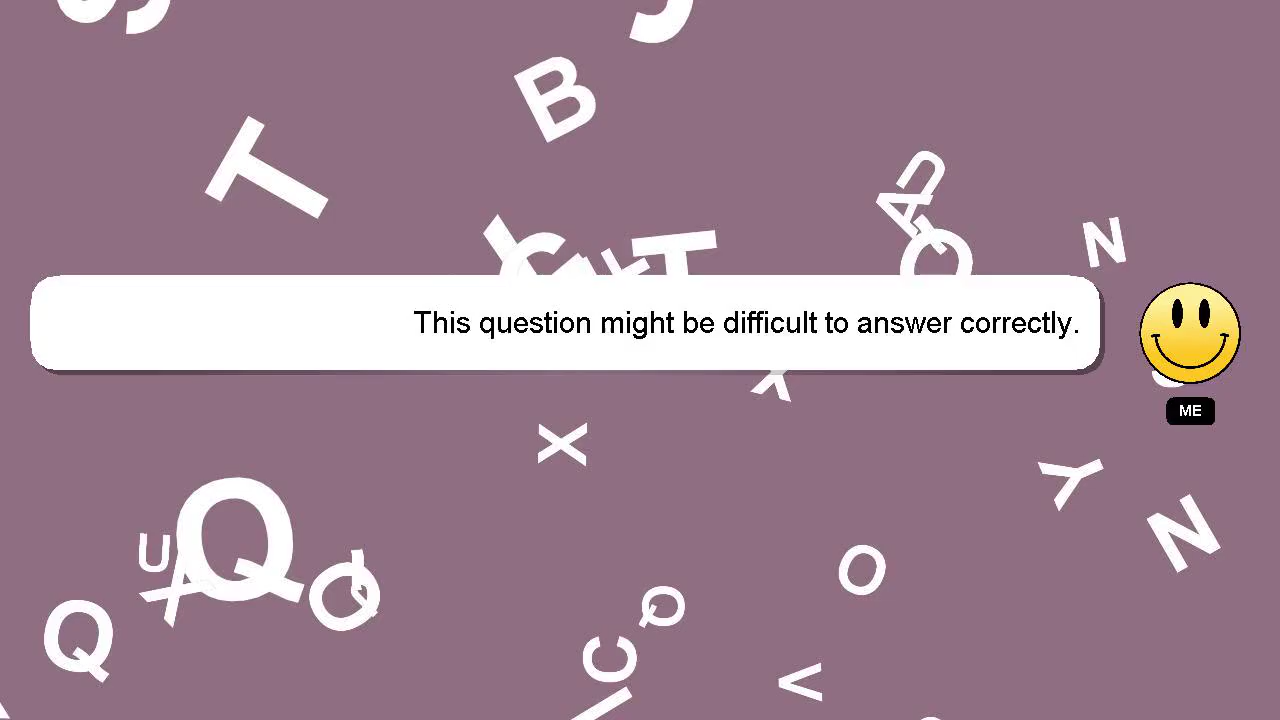 This question might be difficult to answer correctly.
ME
T
B
T
U
A
Q
N
X
Y
N
Q
U
X
Q
O
Q
C
V